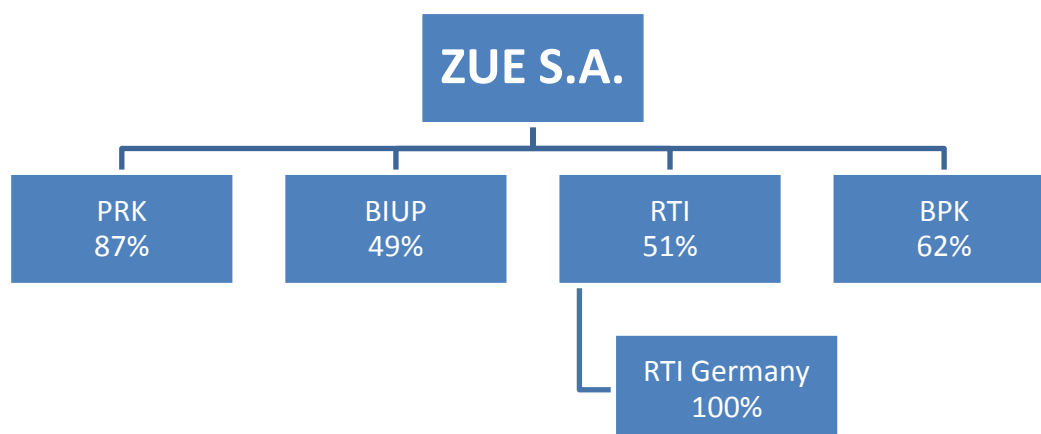 ZUE S.A.
PRK
87%
BIUP
49%
RTI
51%
BPK
62%
RTI Germany
100%